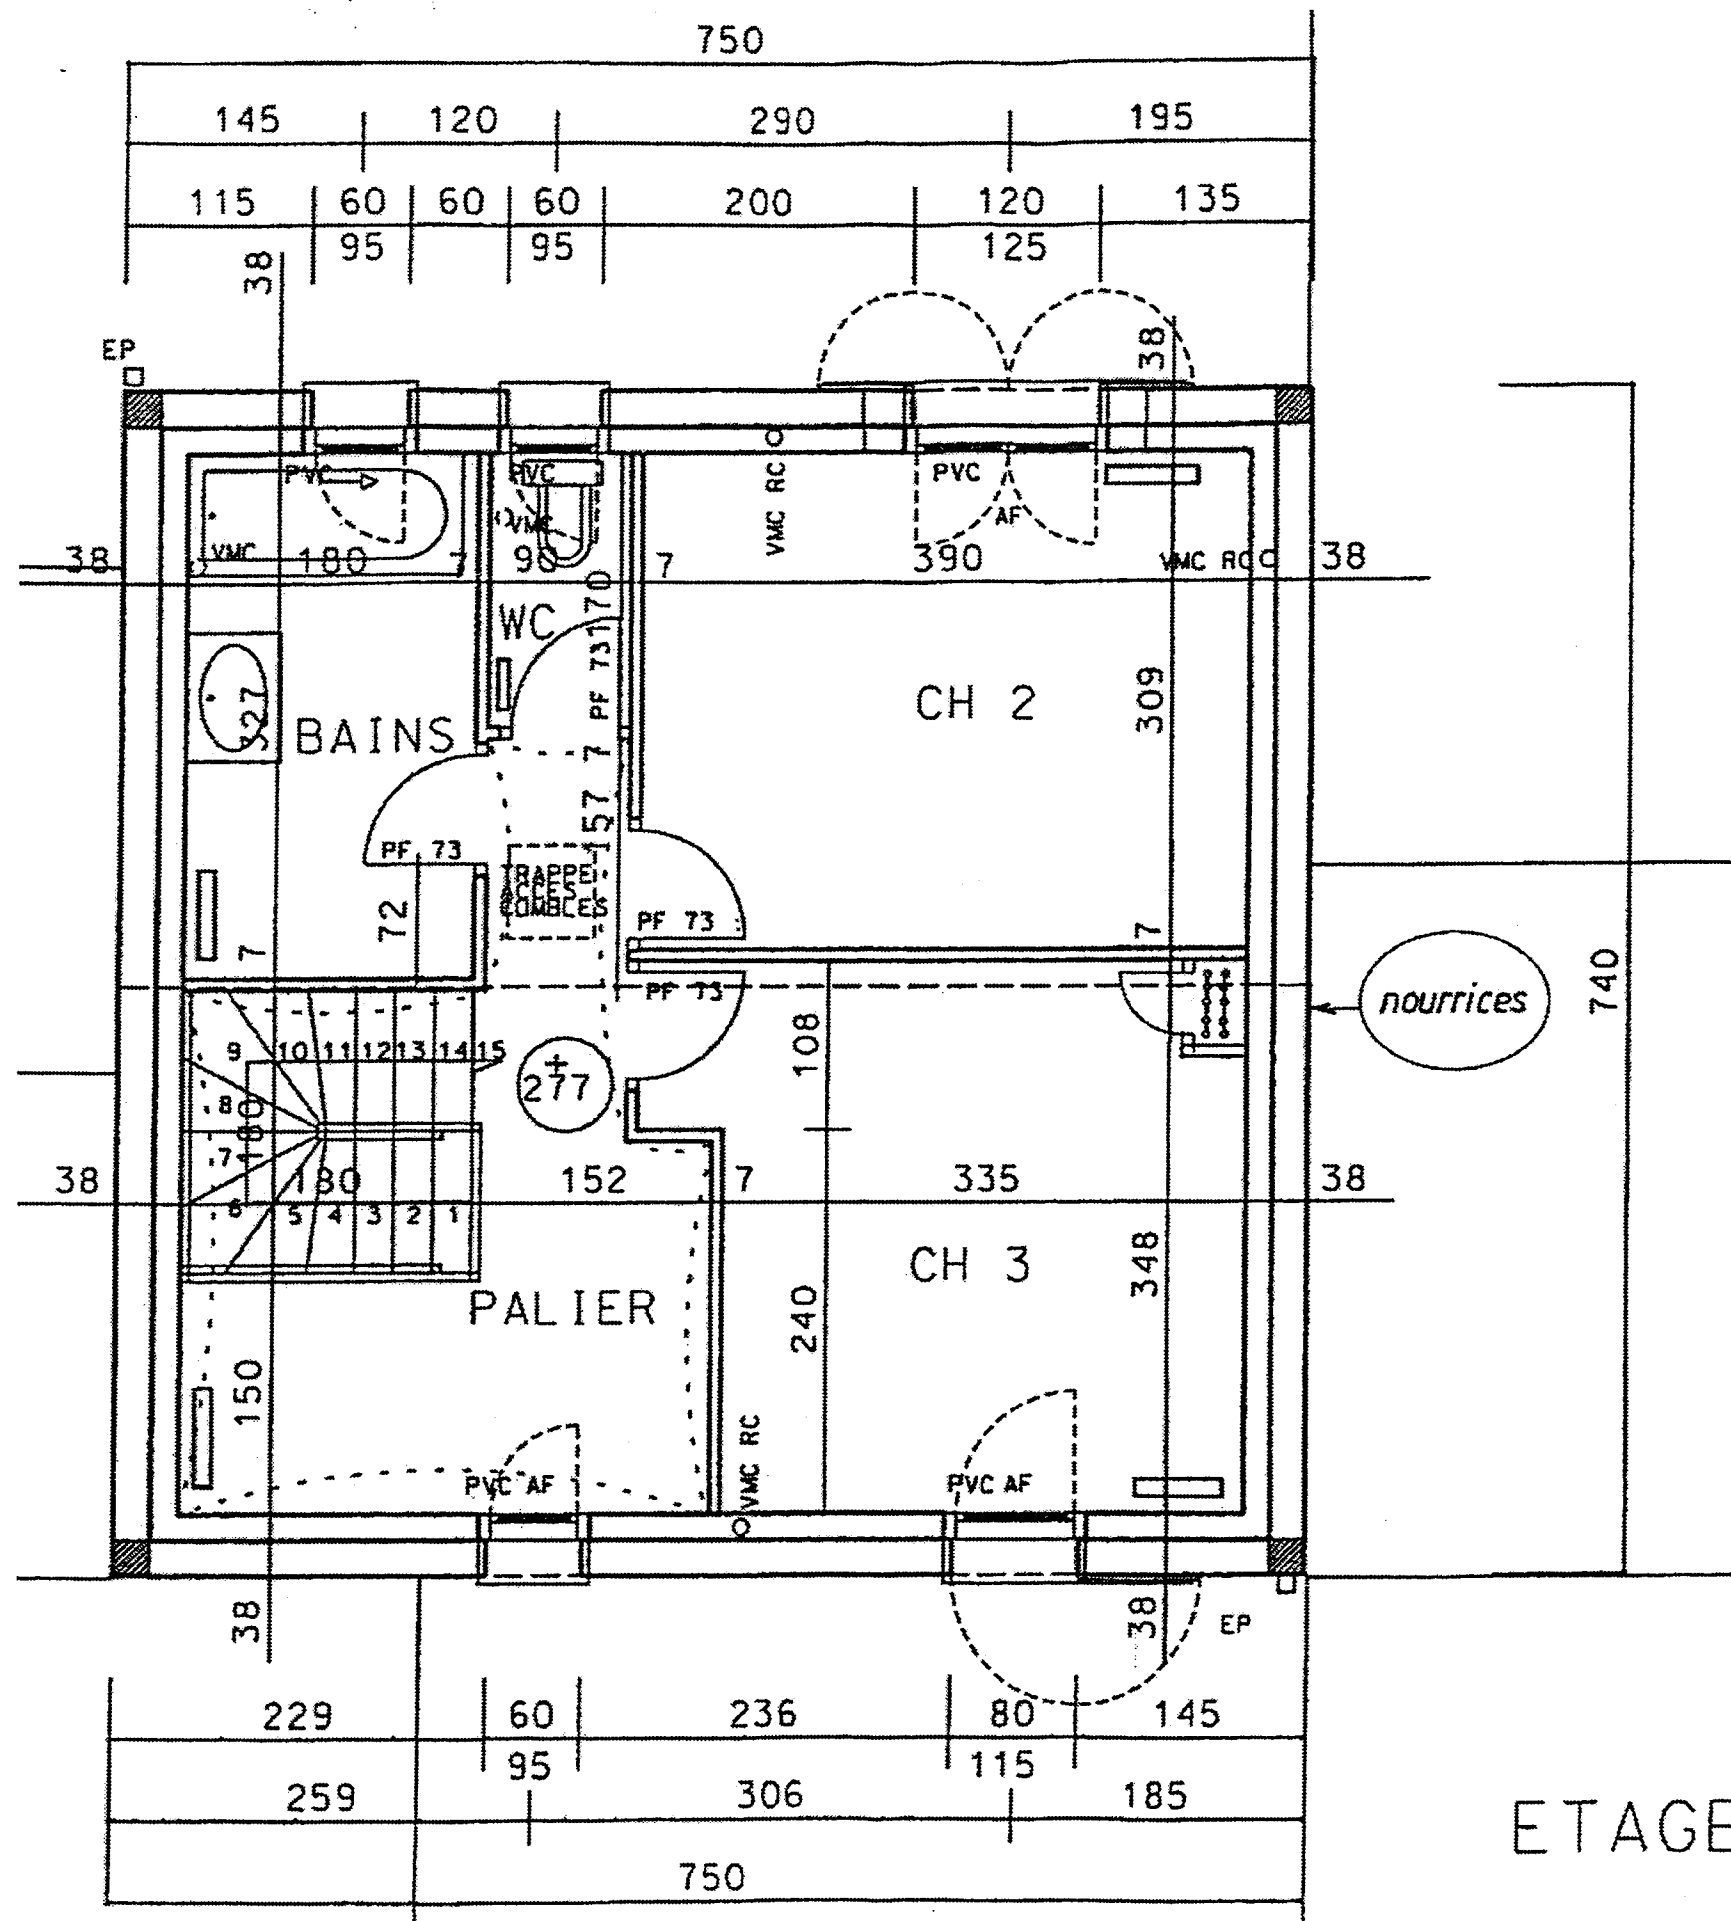 750
145 120 290 195
115 60 60 60 200 120 135
95 95 125
38
38
EP
PVC PVC PVC
VMC RC
AF
VMC VMC
38 180 7 90 7 390 VMC RC 38
170
WC
PF 73
327
BAINS
CH 2
309
7
157
PF 73
TRAPPE
ACCES
COMBLES
72
7
PF 73
7
PF 73
nourrices
740
108
9 10 11 12 13 14 15
277
8
180
7
38 180 152 7 335 38
6 5 4 3 2 1
CH 3
348
PALIER
240
150
VMC RC
PVC AF PVC AF
38
38
EP
229 60 236 80 145
95 115
259 306 185
ETAGE
750